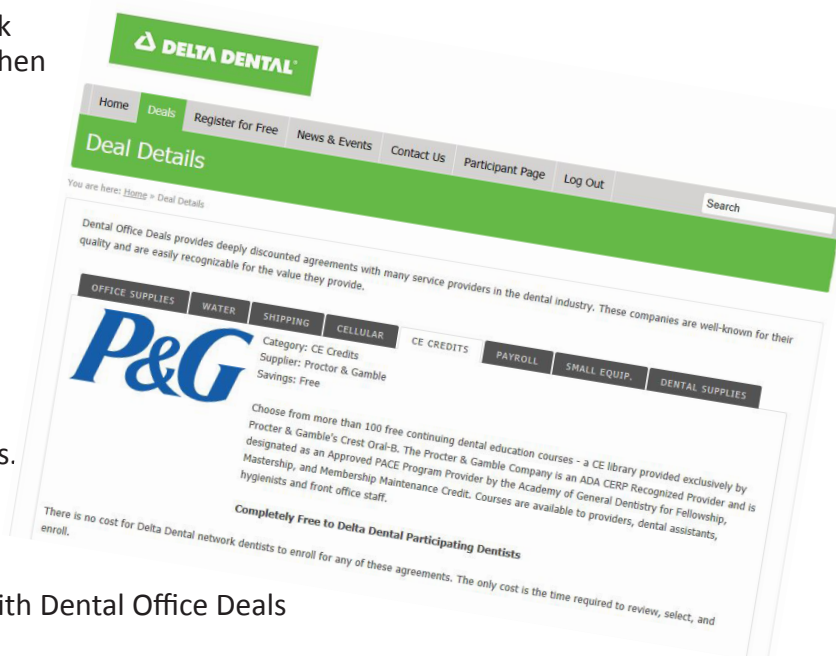 k
hen
s.
DELTA DENTAL
Home Deals Register for Free News & Events Contact Us Participant Page Log Out Search
Deal Details
You are here: Home » Deal Details
Dental Office Deals provides deeply discounted agreements with many service providers in the dental industry. These companies are well-known for their
quality and are easily recognizable for the value they provide.
OFFICE SUPPLIES WATER SHIPPING CELLULAR CE CREDITS PAYROLL SMALL EQUIP. DENTAL SUPPLIES
P&G
Category: CE Credits
Supplier: Proctor & Gamble
Savings: Free
Choose from more than 100 free continuing dental education courses - a CE library provided exclusively by
Procter & Gamble's Crest Oral-B. The Procter & Gamble Company is an ADA CERP Recognized Provider and is
designated as an Approved PACE Program Provider by the Academy of General Dentistry for Fellowship,
Mastership, and Membership Maintenance Credit. Courses are available to providers, dental assistants,
hygienists and front office staff.
Completely Free to Delta Dental Participating Dentists
There is no cost for Delta Dental network dentists to enroll for any of these agreements. The only cost is the time required to review, select, and
enroll.
ith Dental Office Deals